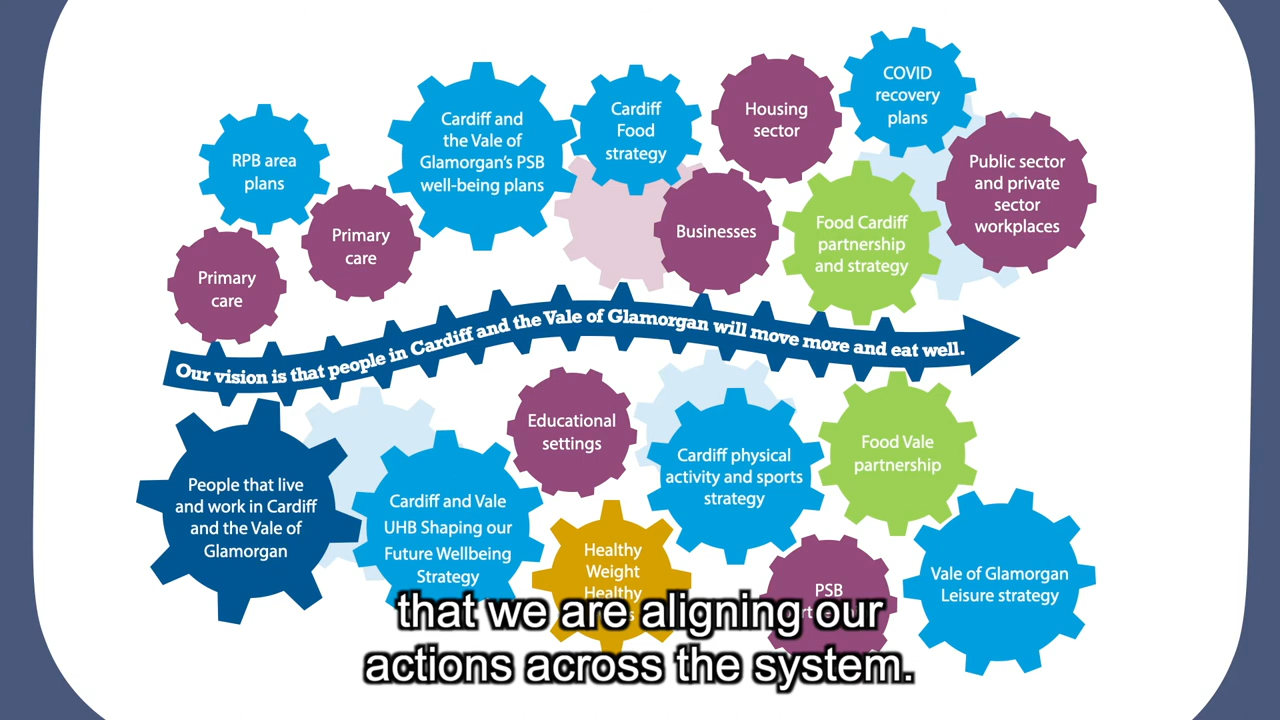 COVID
recovery
plans
Cardiff
Food
strategy
Housing
sector
Cardiff and
the Vale of
Glamorgan's PSB
well-being plans
RPB area
plans
Public sector
and private
sector
workplaces
Primary
care
Businesses
Food Cardiff
partnership
and strategy
Primary
care
Our vision is that people in Cardiff and the Vale of Glamorgan will move more and eat well.
Educational
settings
Food Vale
partnership
Cardiff physical
activity and sports
strategy
People that live
and work in Cardiff
and the Vale of
Glamorgan
Cardiff and Vale
UHB Shaping our
Future Wellbeing
Strategy
Healthy
Weight
Healthy
PSB
Vale of Glamorgan
Leisure strategy
that we are aligning our
actions across the system.